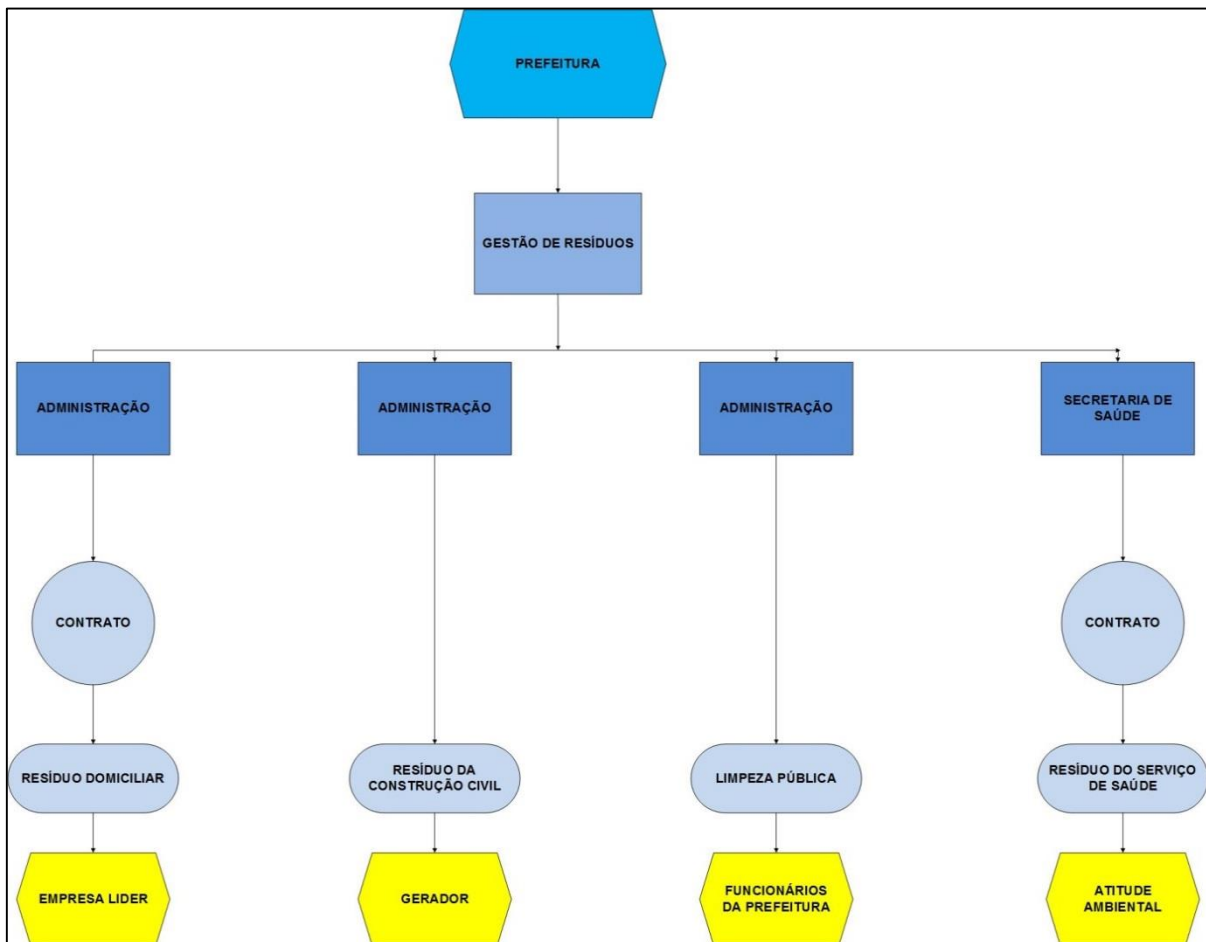 PREFEITURA
GESTÃO DE RESÍDUOS
ADMINISTRAÇÃO
ADMINISTRAÇÃO
ADMINISTRAÇÃO
SECRETARIA DE
SAÚDE
CONTRATO
CONTRATO
RESÍDUO DOMICILIAR
RESÍDUO DA
CONSTRUÇÃO CIVIL
LIMPEZA PÚBLICA
RESÍDUO DO SERVIÇO
DE SAÚDE
EMPRESA LIDER
GERADOR
FUNCIONÁRIOS
DA PREFEITURA
ATITUDE
AMBIENTAL